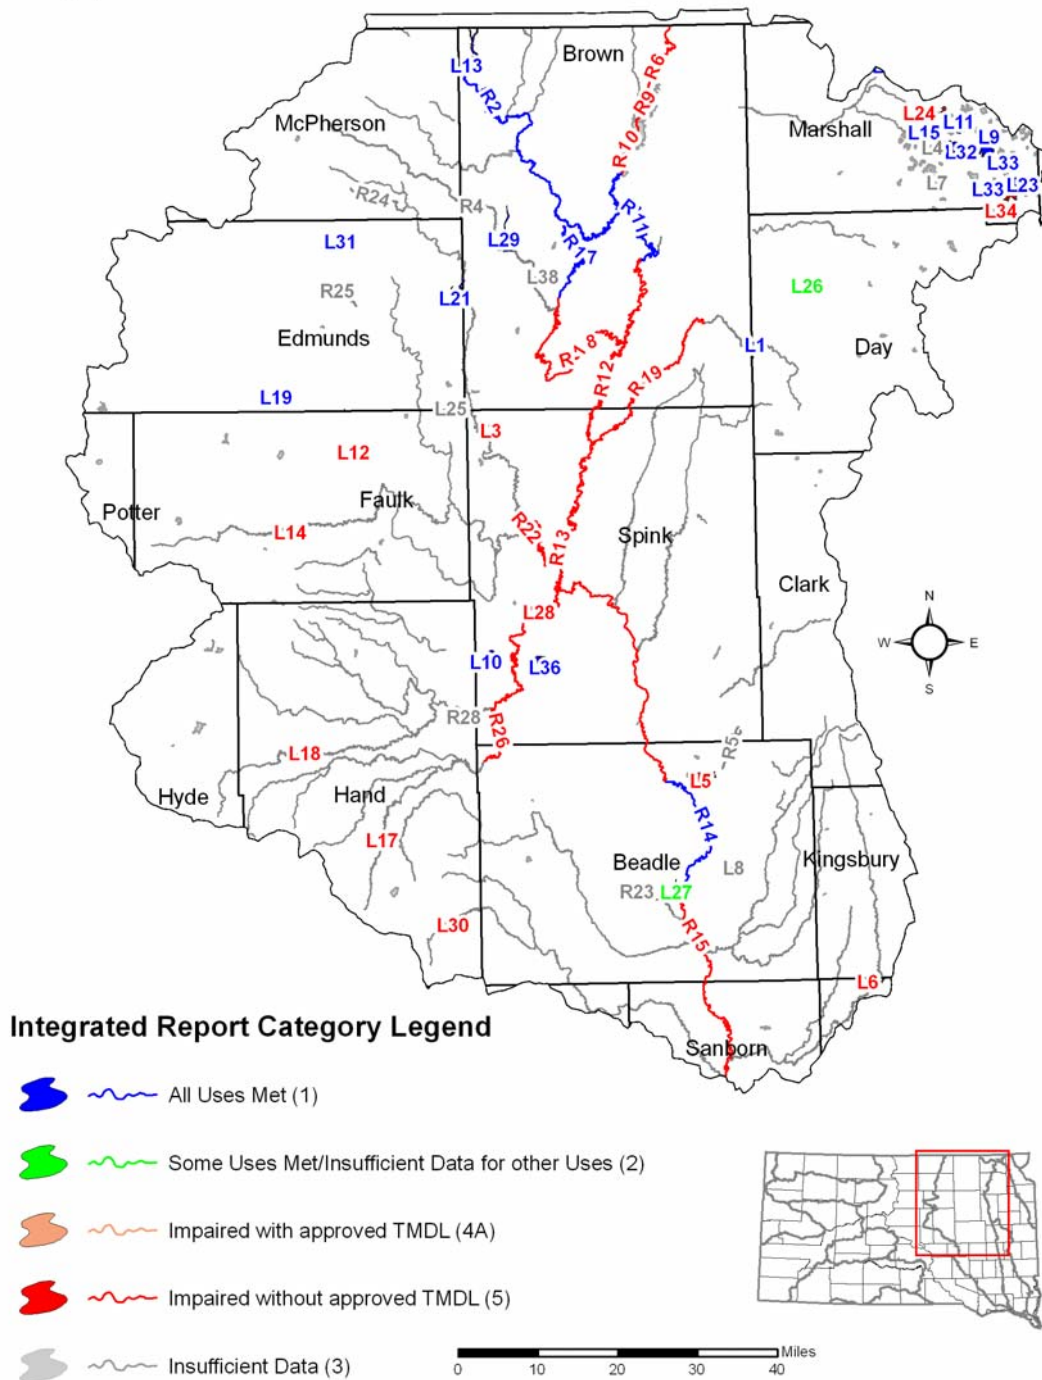 Brown
L13
R2
R6
R9
R10
McPherson
Marshall
L24
L11
L15
L9
L4
L32
L33
L7
L33
L23
L34
R24
R4
R11
L31
L29
R17
L38
L26
R25
L21
Edmunds
R-1 8
L1
Day
R12
R 19
L19
L25
L3
L12
Potter
Faulk
L14
R22
R13
Spink
Clark
L28
N
W
E
S
L10
L36
R28
R26
R5
L18
L5
Hyde
Hand
R14
L17
Beadle
L8
Kingsbury
R23
L27
L30
R15
L6
Sanborn
Integrated Report Category Legend
All Uses Met (1)
Some Uses Met/Insufficient Data for other Uses (2)
Impaired with approved TMDL (4A)
Impaired without approved TMDL (5)
Insufficient Data (3)
Miles
0 10 20 30 40